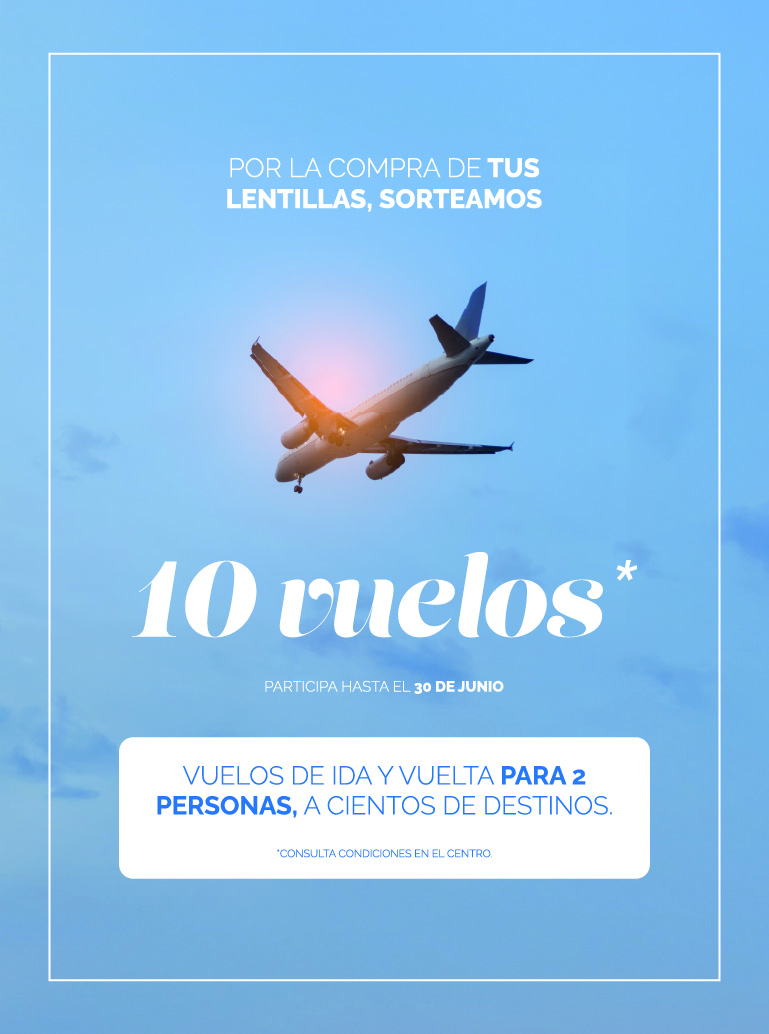 POR LA COMPRA DE TUS
LENTILLAS, SORTEAMOS
10 vuelos*
PARTICIPA HASTA EL 30 DE JUNIO
VUELOS DE IDA Y VUELTA PARA 2
PERSONAS, A CIENTOS DE DESTINOS.
*CONSULTA CONDICIONES EN EL CENTRO.